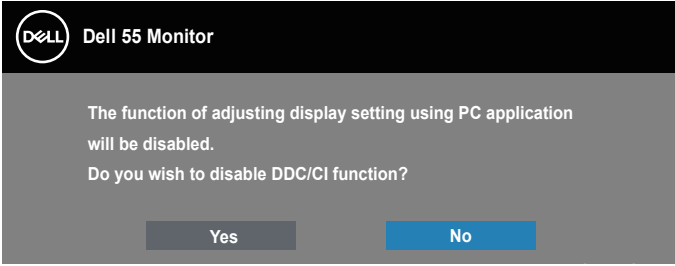 DELL
Dell 55 Monitor
The function of adjusting display setting using PC application
will be disabled.
Do you wish to disable DDC/CI function?
Yes
No